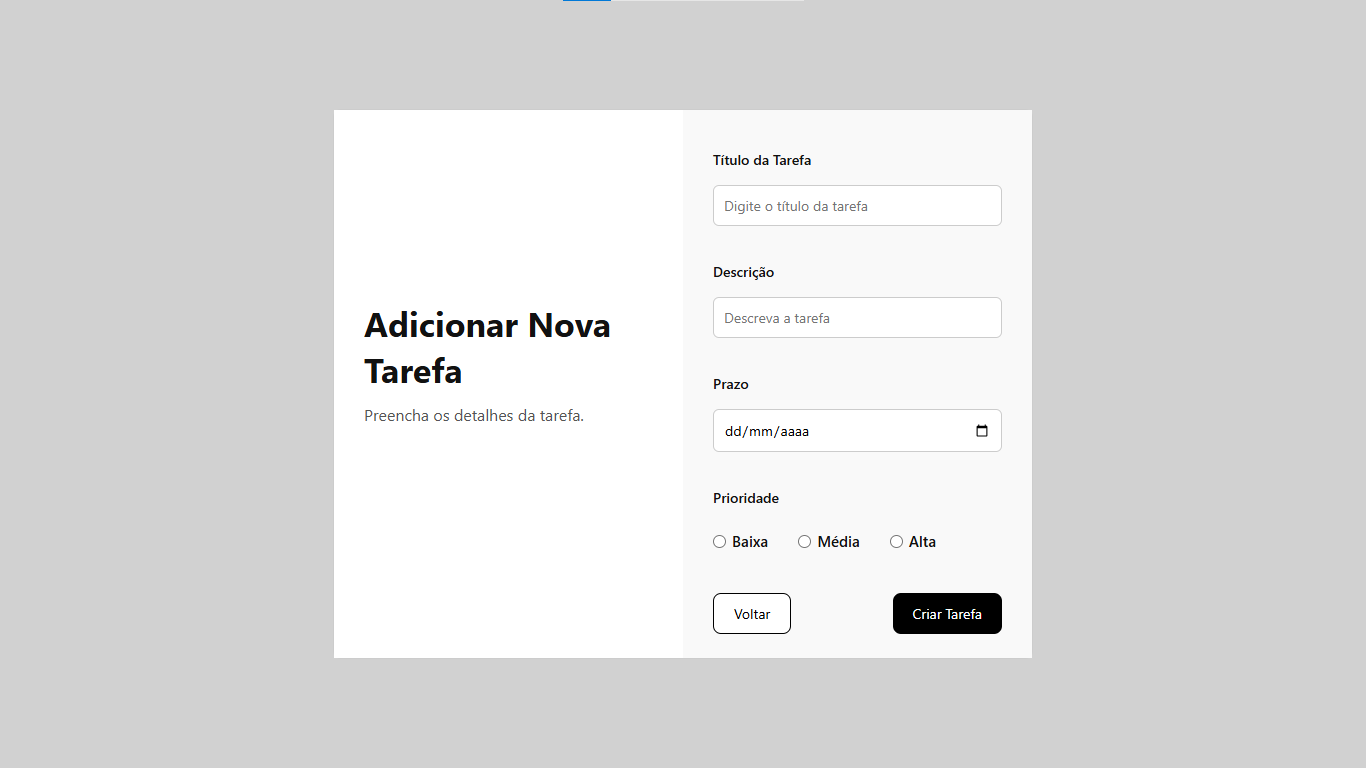 Adicionar Nova
Tarefa
Preencha os detalhes da tarefa.
Título da Tarefa
Digite o título da tarefa
Descrição
Descreva a tarefa
Prazo
dd/mm/aaaa
Prioridade
Baixa Média Alta
Voltar Criar Tarefa